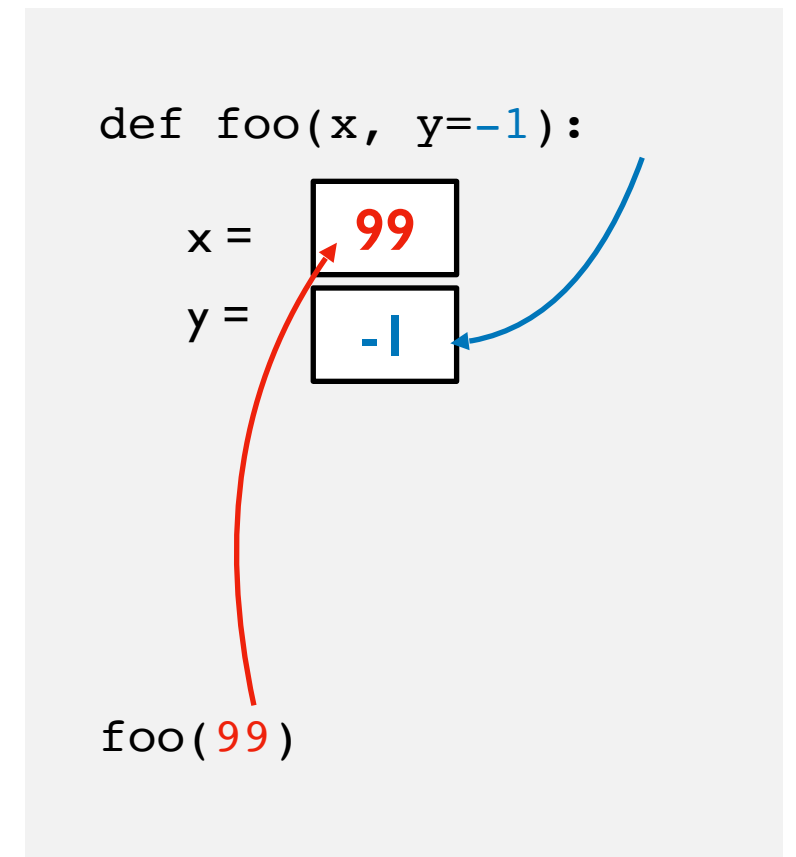 def foo(x, y=-1):
x = 99
y = -1
foo(99)